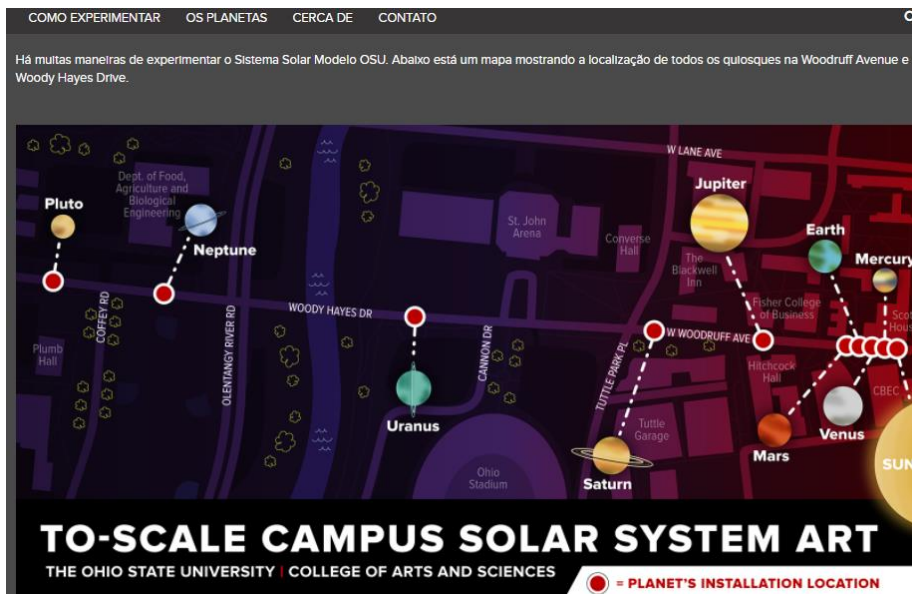 COMO EXPERIMENTAR OS PLANETAS CERCA DE CONTATO
Há muitas maneiras de experimentar o Sistema Solar Modelo OSU. Abaixo está um mapa mostrando a localização de todos os quiosques na Woodruff Avenue e
Woody Hayes Drive.
W LANE AVE
Dept. of Food,
Agriculture and
Biological
Engineering
Pluto
Neptune
Jupiter
St. John
Arena
Converse
Hall
Earth
Mercury
The
Blackwell
Inn
Fisher College
of Business
WOODY HAYES DR
W WOODRUFF AVE
COFFEY RD
OLENTANGY RIVER RD
CANNON DR
TUTTLE PARK PL
Plumb
Hall
Hitchcock
Hall
CBEC
Uranus
Tuttle
Garage
Venus
Mars
SUN
Ohio
Stadium
Saturn
TO-SCALE CAMPUS SOLAR SYSTEM ART
THE OHIO STATE UNIVERSITY | COLLEGE OF ARTS AND SCIENCES
= PLANET'S INSTALLATION LOCATION